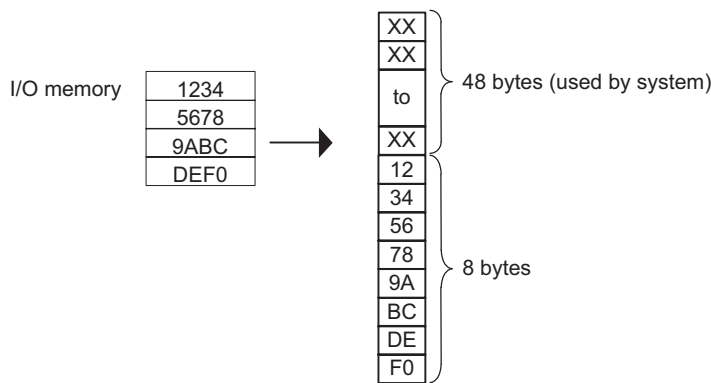 I/O memory
1234
5678
9ABC
DEF0
XX
XX
to
XX
48 bytes (used by system)
12
34
56
78
9A
BC
DE
F0
8 bytes